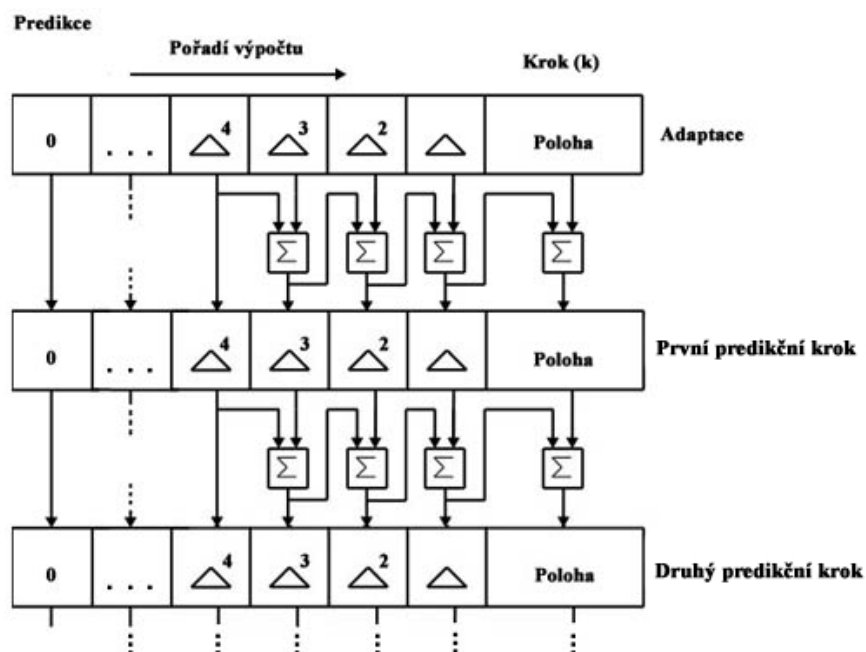 Predikce
Pořadí výpočtu
Krok (k)
0 . . . △4 △3 △2 △ Poloha Adaptace
Σ Σ Σ Σ
0 . . . △4 △3 △2 △ Poloha První predikční krok
Σ Σ Σ Σ
0 . . . △4 △3 △2 △ Poloha Druhý predikční krok